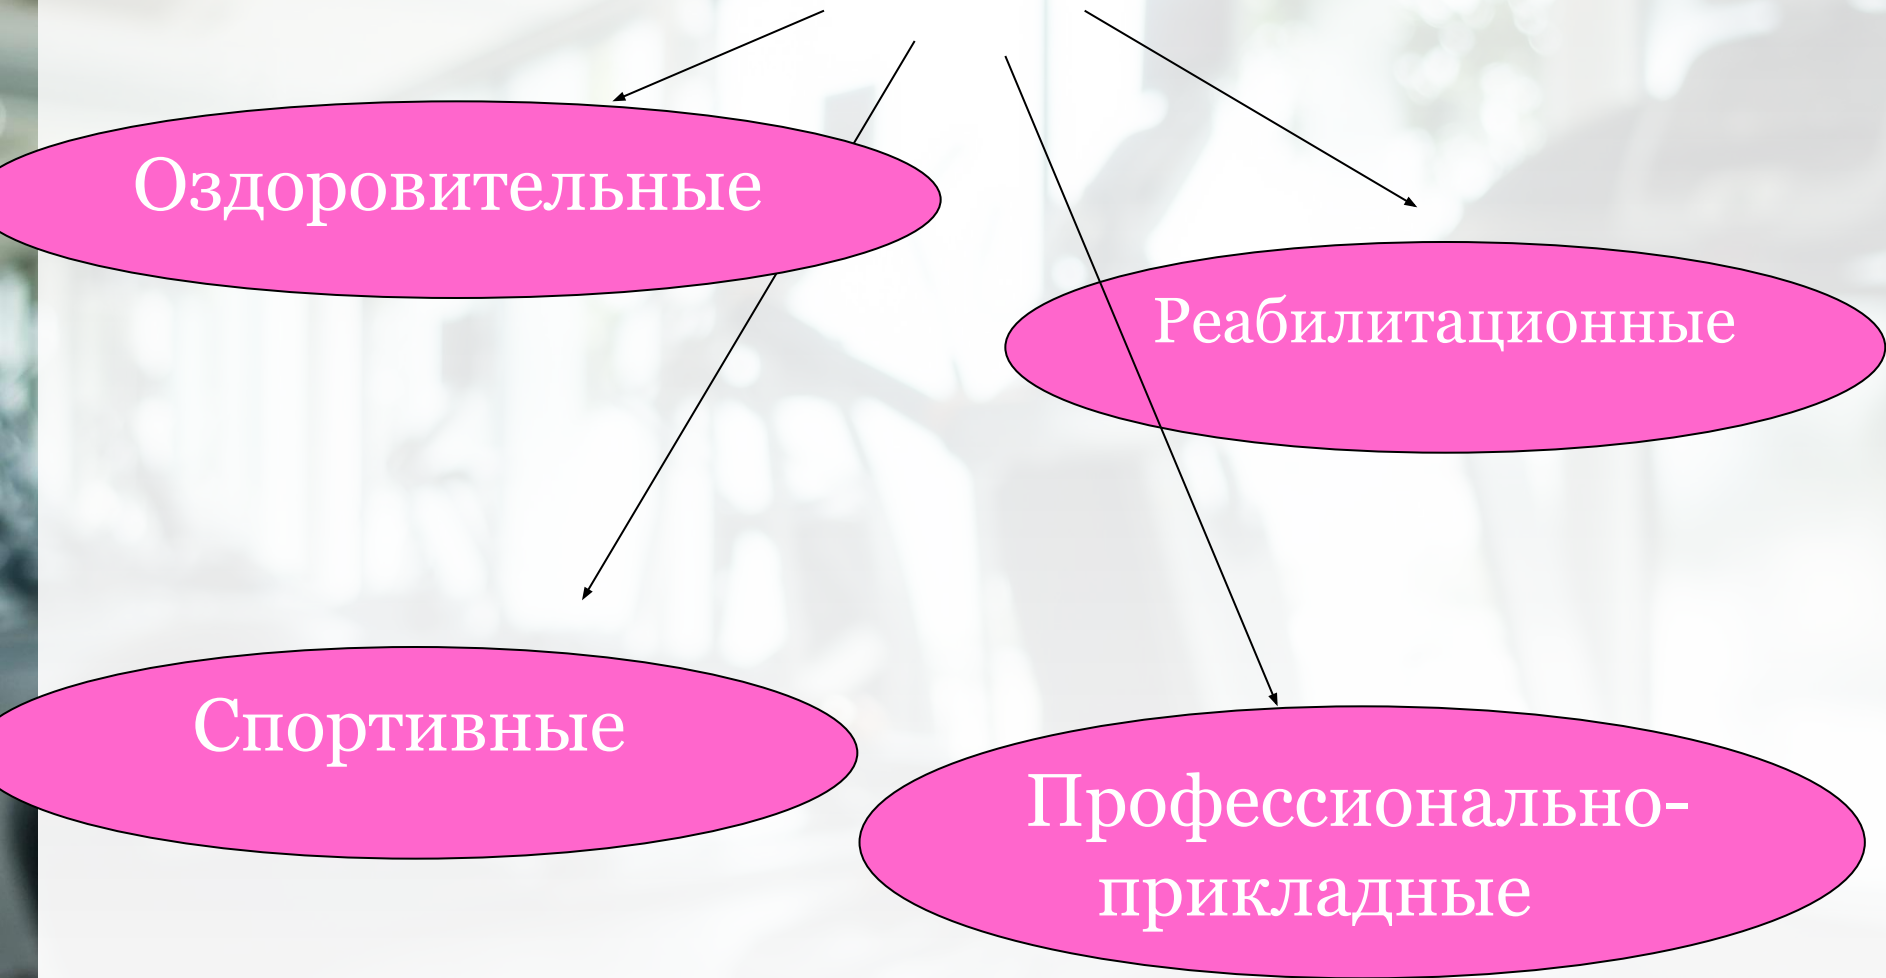 Оздоровительные
Реабилитационные
Спортивные
Профессионально-
прикладные